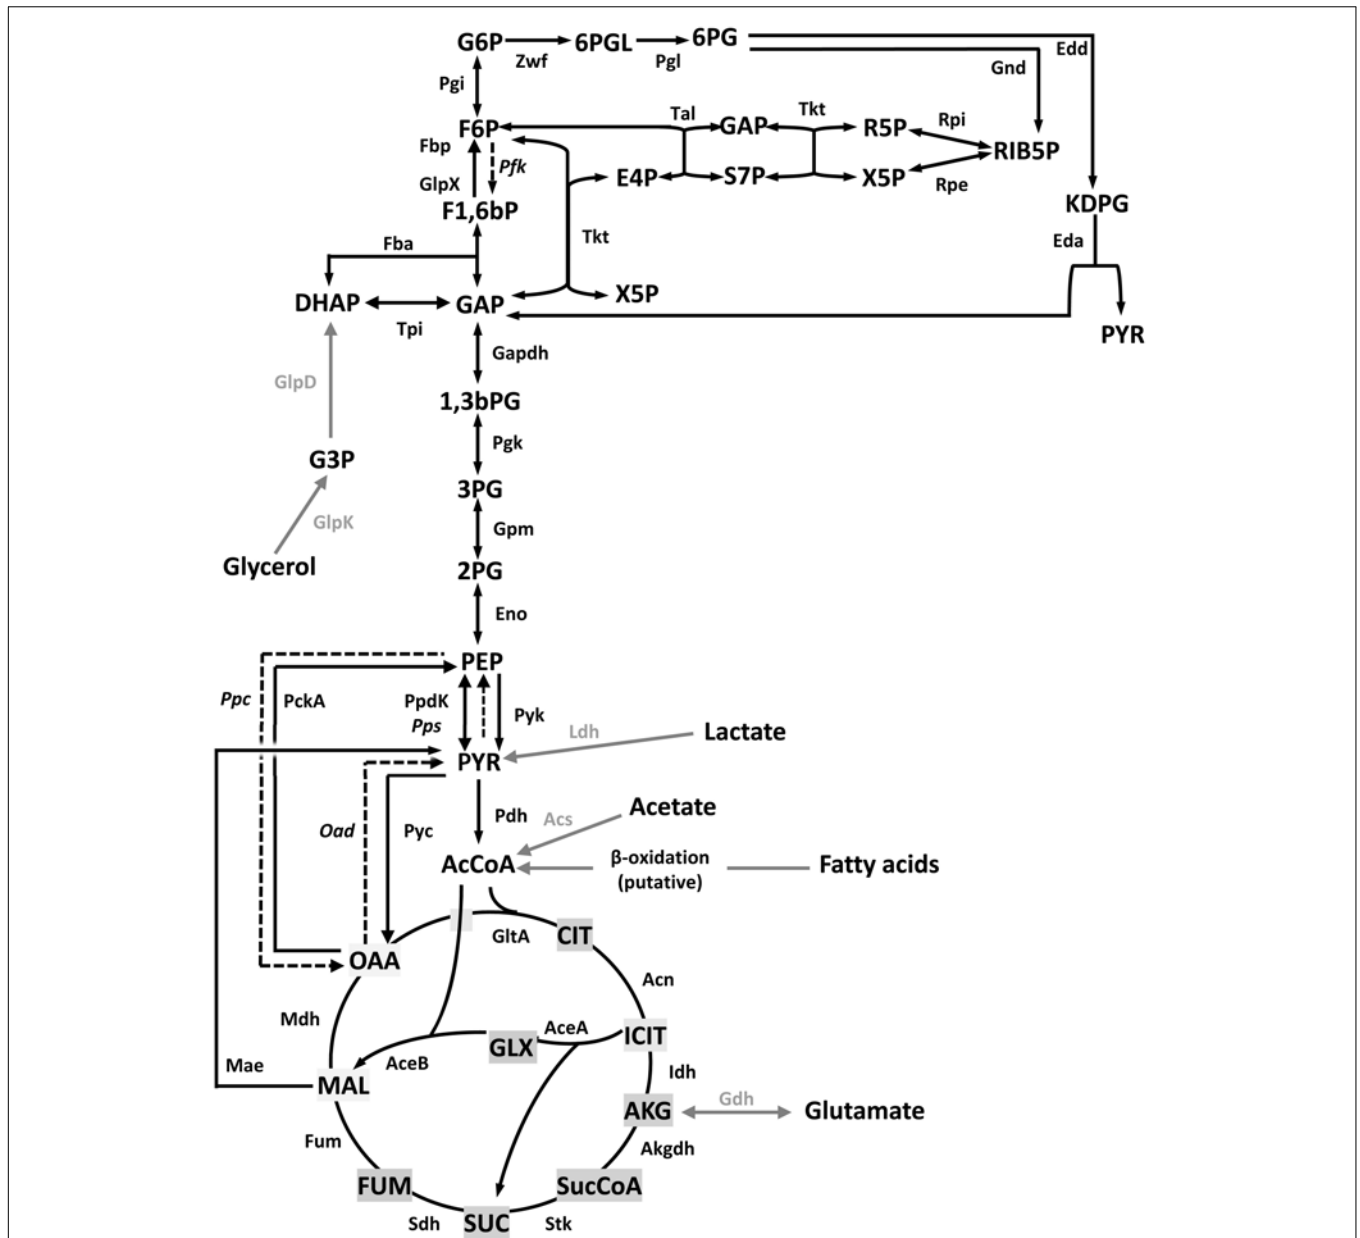 G6P
Zwf
6PGL
Pgl
6PG
Edd
Gnd
Pgi
F6P
Tal
GAP
Tkt
R5P
Rpi
RIB5P
Fbp
Pfk
GlpX
E4P
S7P
X5P
Rpe
F1,6bP
KDPG
Fba
Tkt
Eda
DHAP
GAP
X5P
Tpi
PYR
Gapdh
GlpD
1,3bPG
Pgk
G3P
3PG
GlpK
Gpm
Glycerol
2PG
Eno
PEP
Ppc
PckA
PpdK
Pps
Pyk
Ldh
Lactate
PYR
Pdh
Acetate
Acs
Oad
Pyc
AcCoA
β-oxidation
(putative)
Fatty acids
GltA
CIT
OAA
Acn
Mdh
AceA
ICIT
GLX
Mae
AceB
Idh
MAL
AKG
Gdh
Glutamate
Fum
Akgdh
FUM
SucCoA
Sdh
SUC
Stk